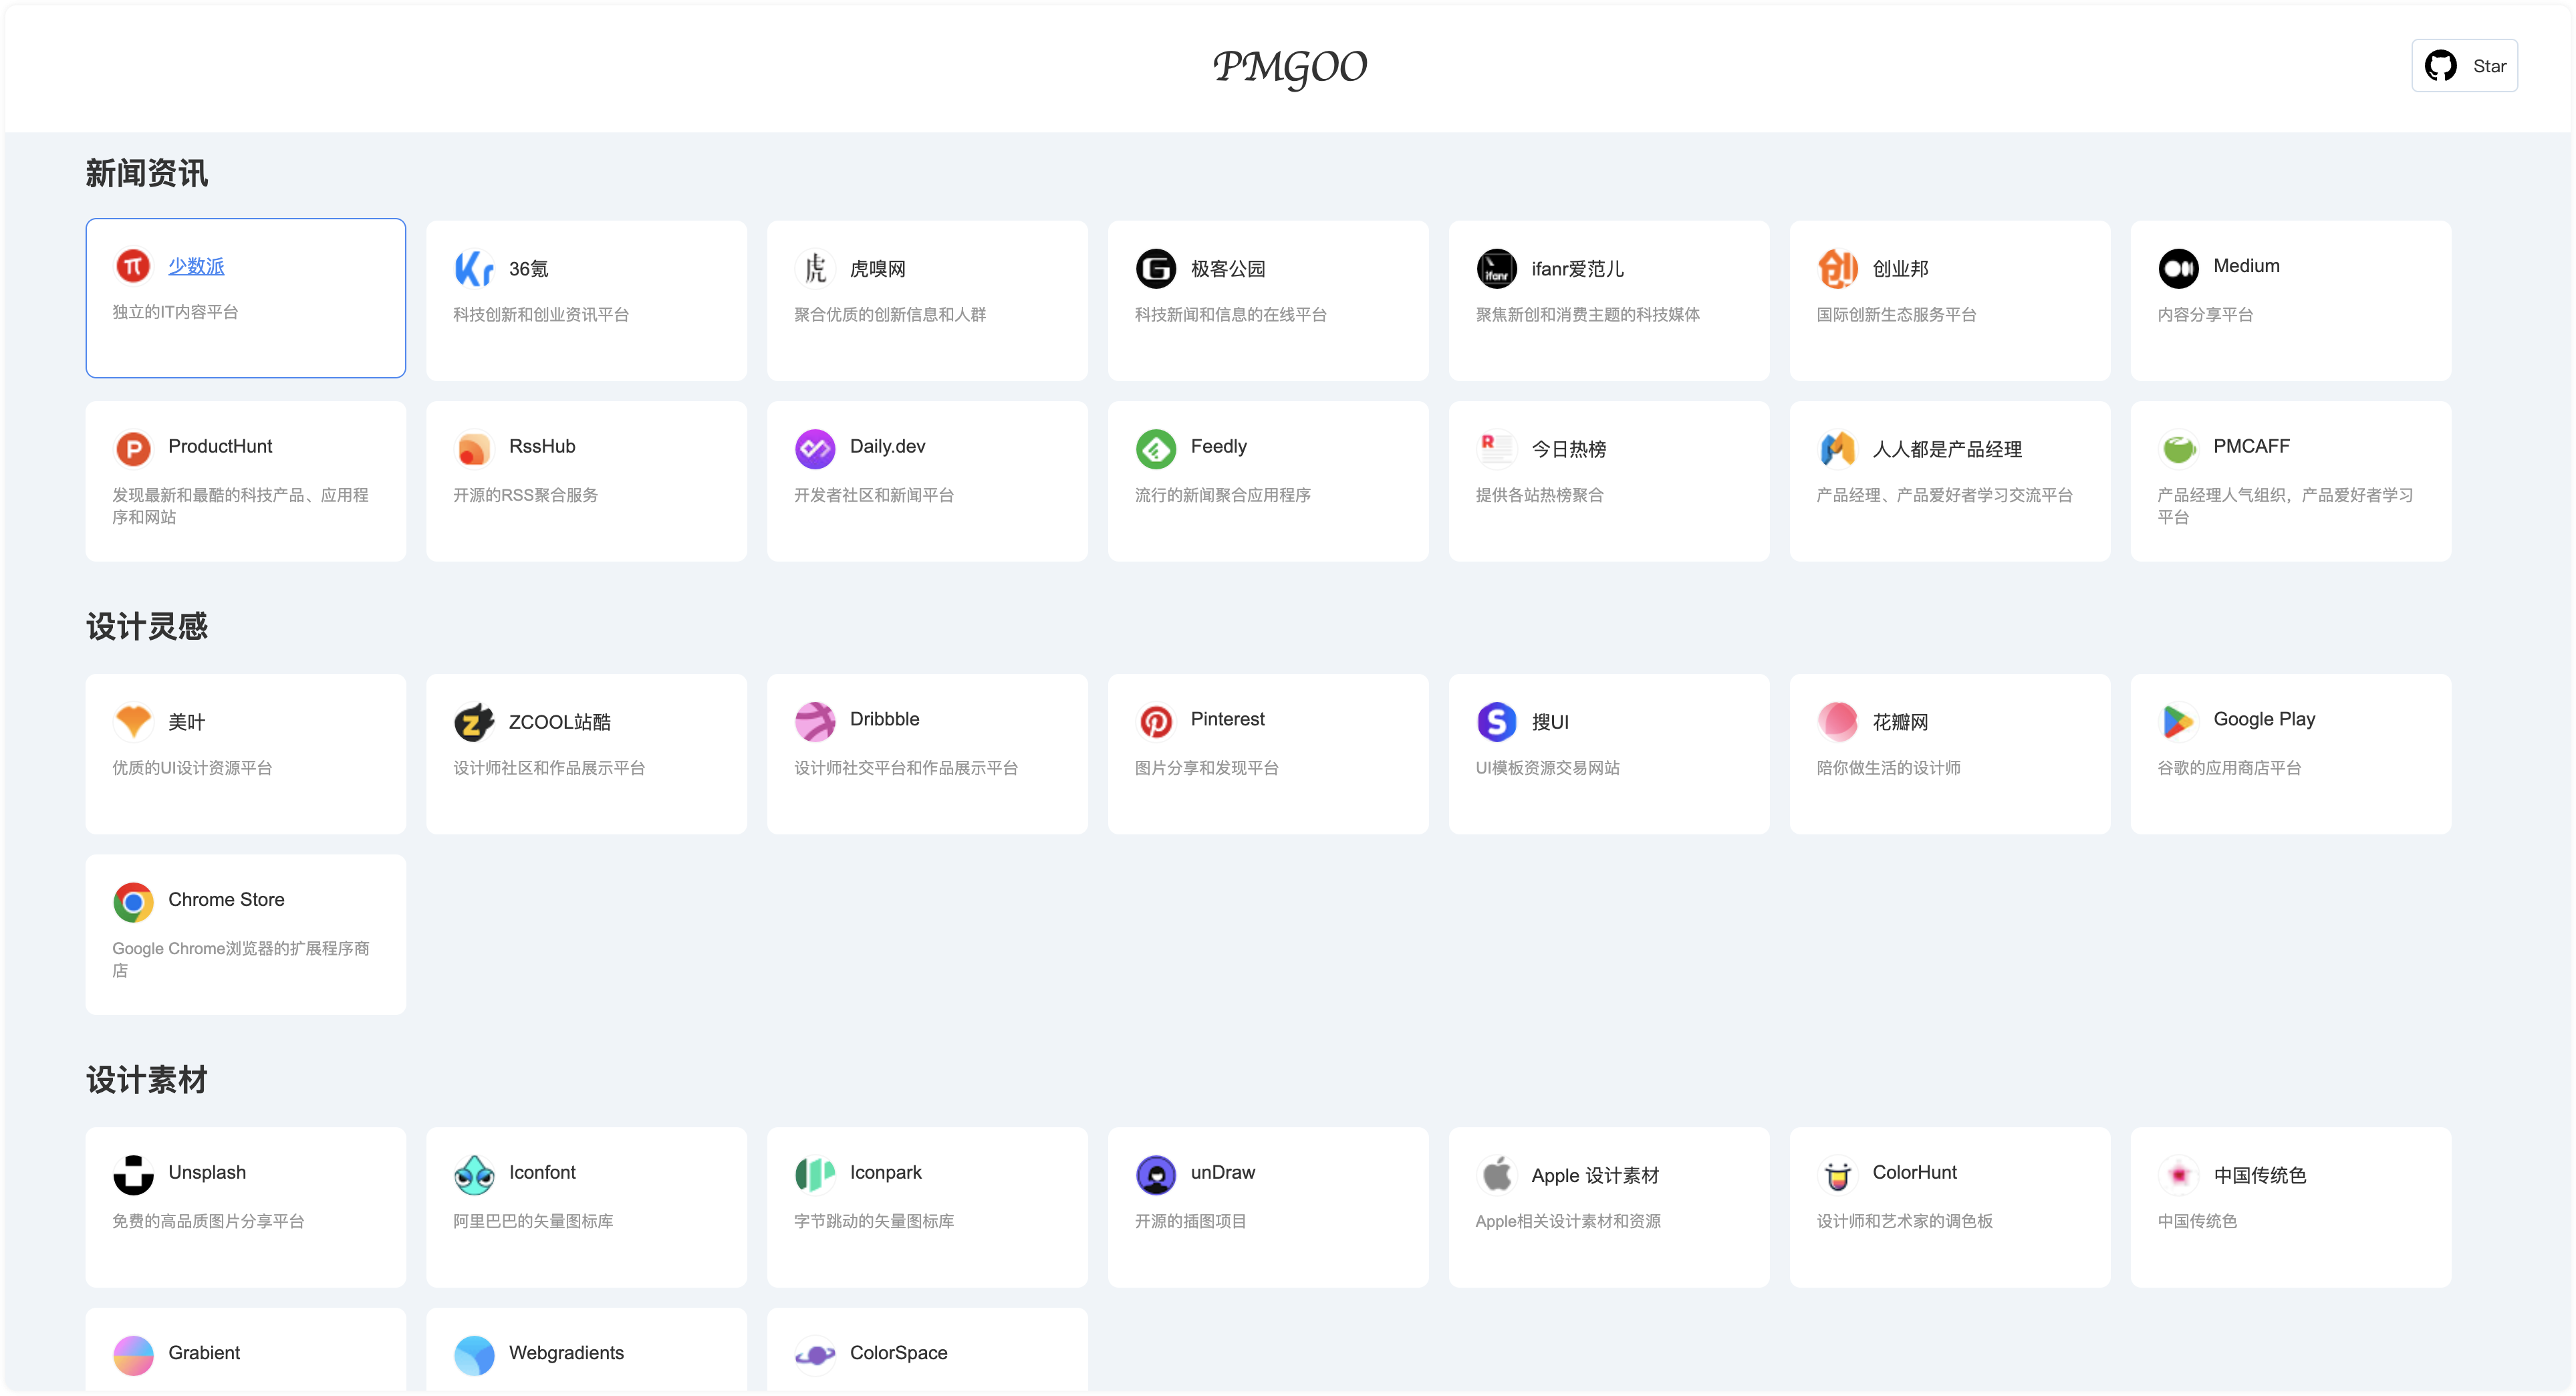 PMGOO
Star
新闻资讯
少数派
独立的IT内容平台
36氪
科技创新和创业资讯平台
虎嗅网
聚合优质的创新信息和人群
极客公园
科技新闻和信息的在线平台
ifanr爱范儿
聚焦新创和消费主题的科技媒体
创业邦
国际创新生态服务平台
Medium
内容分享平台
ProductHunt
发现最新和最酷的科技产品、应用程
序和网站
RssHub
开源的RSS聚合服务
Daily.dev
开发者社区和新闻平台
Feedly
流行的新闻聚合应用程序
今日热榜
提供各站热榜聚合
人人都是产品经理
产品经理、产品爱好者学习交流平台
PMCAFF
产品经理人气组织，产品爱好者学习
平台
设计灵感
美叶
优质的UI设计资源平台
ZCOOL站酷
设计师社区和作品展示平台
Dribbble
设计师社交平台和作品展示平台
Pinterest
图片分享和发现平台
搜UI
UI模板资源交易网站
花瓣网
陪你做生活的设计师
Google Play
谷歌的应用商店平台
Chrome Store
Google Chrome浏览器的扩展程序商
店
设计素材
Unsplash
免费的高品质图片分享平台
Iconfont
阿里巴巴的矢量图标库
Iconpark
字节跳动的矢量图标库
unDraw
开源的插图项目
Apple 设计素材
Apple相关设计素材和资源
ColorHunt
设计师和艺术家的调色板
中国传统色
中国传统色
Grabient
Webgradients
ColorSpace